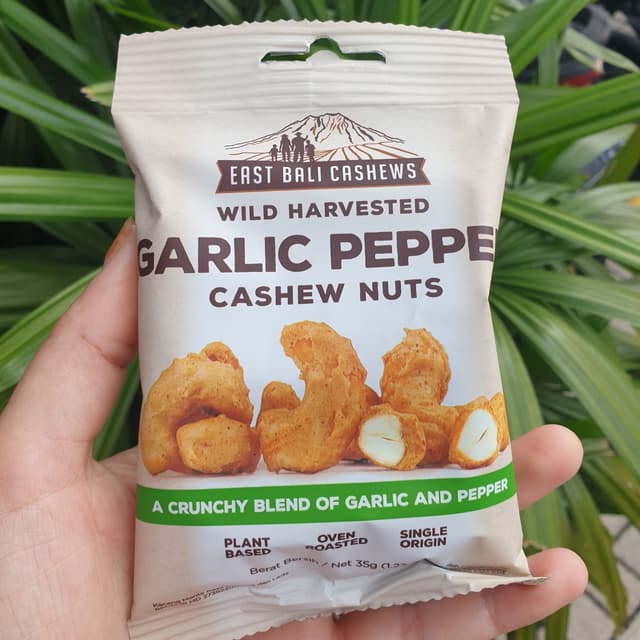 EAST BALI CASHEWS
WILD HARVESTED
GARLIC PEPPE
CASHEW NUTS
A CRUNCHY BLEND OF GARLIC AND PEPPER
PLANT BASED
OVEN ROASTED
SINGLE ORIGIN
Berat Bersih / Net 35g